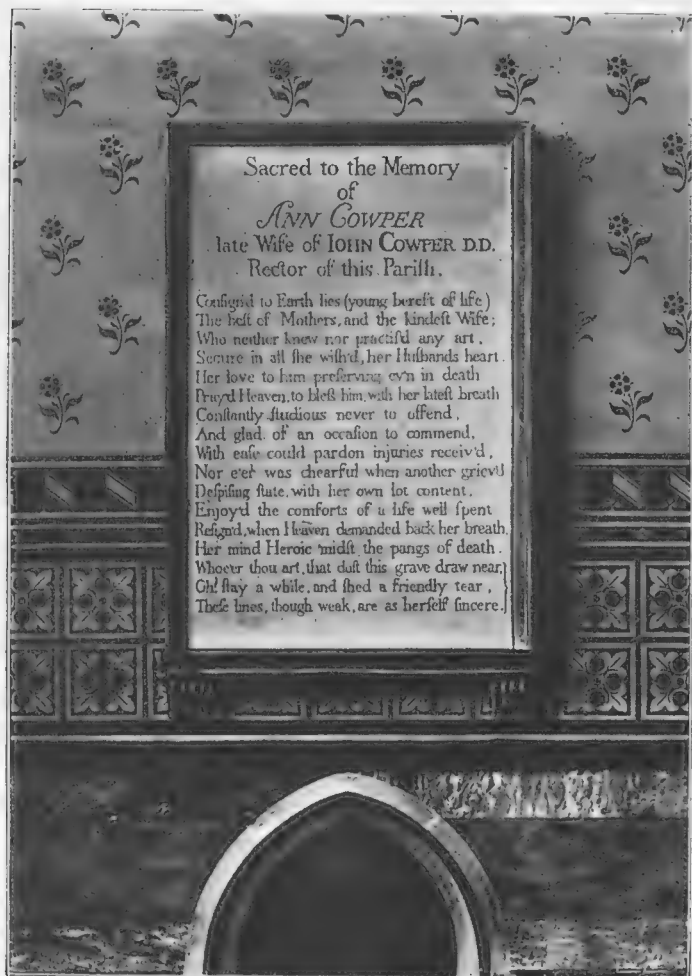 Sacred to the Memory
of
ANN COWPER
late Wife of IOHN COWPER D.D.
Rector of this Pariſh.
Conſign'd to Earth lies (young bereft of life)
The beſt of Mothers, and the kindeſt Wife;
Who neither knew nor practiſ'd any art,
Secure in all ſhe wiſh'd, her Huſbands heart.
Her love to him preſerving ev'n in death
Pray'd Heaven, to bleſs him, with her lateſt breath
Conſtantly ſtudious never to offend,
And glad of an occaſion to commend,
With eaſe could pardon injuries receiv'd,
Nor e'er was chearful when another griev'd
Deſpiſing ſtate, with her own lot content,
Enjoy'd the comforts of a life well ſpent
Reſign'd, when Heaven demanded back her breath,
Her mind Heroic 'midſt the pangs of death.
Whoe'er thou art, that doſt this grave draw near,
Oh! ſtay a while, and ſhed a friendly tear,
Theſe lines, though weak, are as herſelf ſincere.